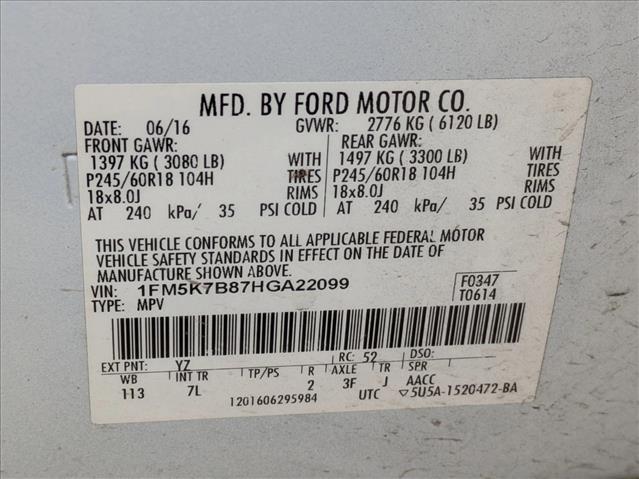 MFD. BY FORD MOTOR CO.
DATE: 06/16 GVWR: 2776 KG ( 6120 LB)
FRONT GAWR: REAR GAWR:
1397 KG ( 3080 LB) WITH 1497 KG ( 3300 LB) WITH
P245/60R18 104H TIRES P245/60R18 104H TIRES
18x8.0J RIMS 18x8.0J RIMS
AT 240 kPa/ 35 PSI COLD AT 240 kPa/ 35 PSI COLD
THIS VEHICLE CONFORMS TO ALL APPLICABLE FEDERAL MOTOR
VEHICLE SAFETY STANDARDS IN EFFECT ON THE DATE OF
MANUFACTURE SHOWN ABOVE.
VIN: 1FM5K7B87HGA22099 F0347
TYPE: MPV T0614
EXT PNT: YZ RC: 52 DSO:
WB INT TR TP/PS R AXLE TR SPR
113 7L 2 3F J AACC
1201606295984 UTC ▽5U5A-1520472-BA